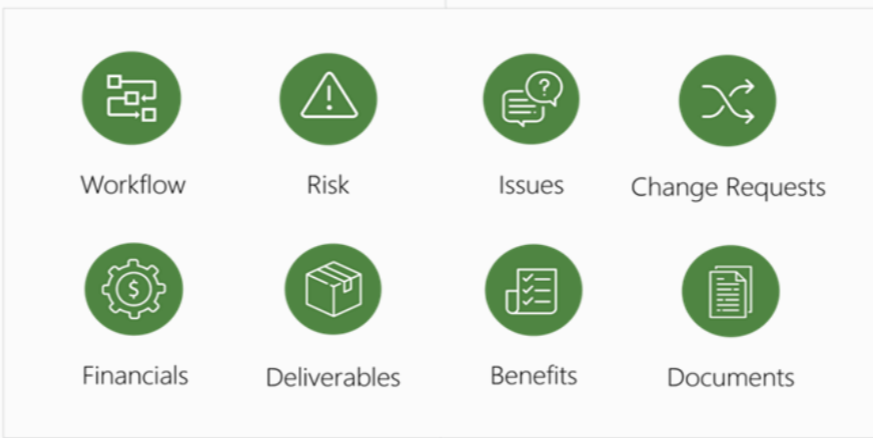 Workflow
Risk
Issues
Change Requests
Financials
Deliverables
Benefits
Documents